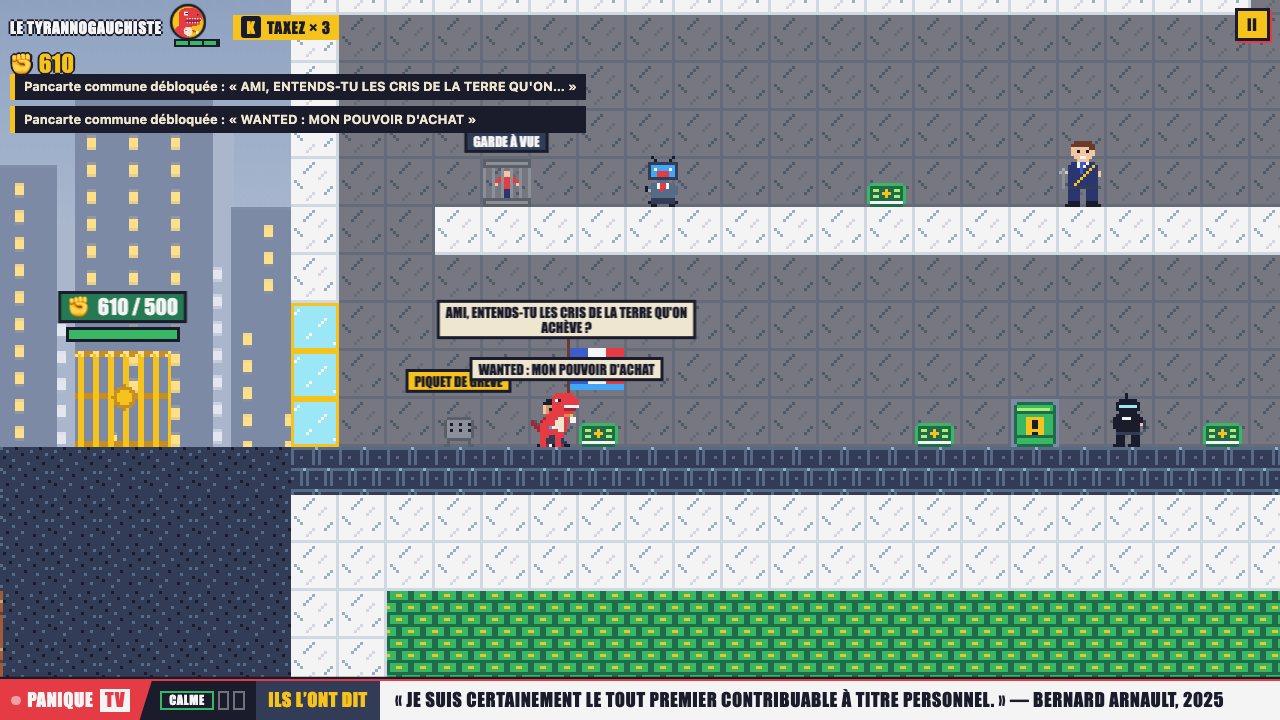 LE TYRANNOGAUCHISTE
K TAXEZ × 3
610
Pancarte commune débloquée : « AMI, ENTENDS-TU LES CRIS DE LA TERRE QU'ON... »
Pancarte commune débloquée : « WANTED : MON POUVOIR D'ACHAT »
GARDE À VUE
610 / 500
AMI, ENTENDS-TU LES CRIS DE LA TERRE QU'ON
ACHÈVE ?
WANTED : MON POUVOIR D'ACHAT
PIQUET DE GRÈVE
PANIQUE TV
CALME
ILS L'ONT DIT
« JE SUIS CERTAINEMENT LE TOUT PREMIER CONTRIBUABLE À TITRE PERSONNEL. » — BERNARD ARNAULT, 2025